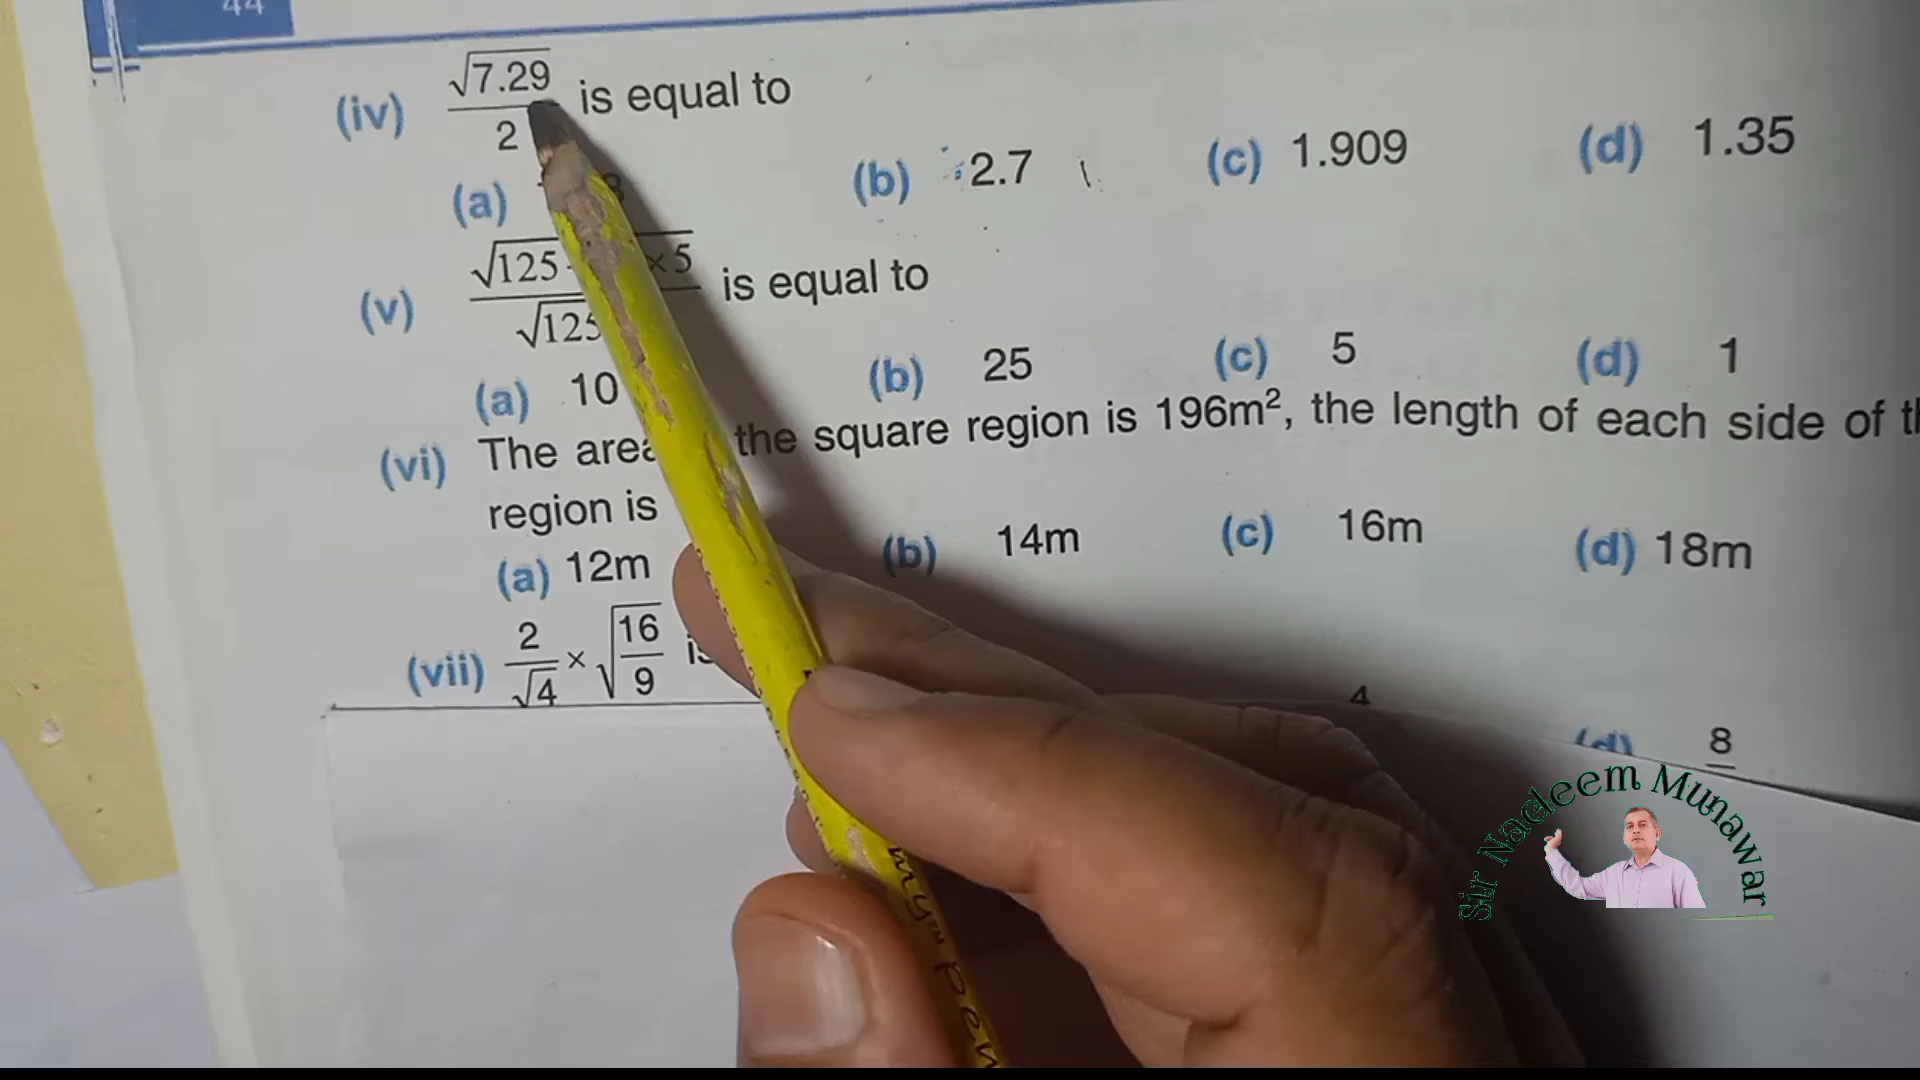 44
(iv) √7.29 / 2 is equal to
(a) (b) 2.7 (c) 1.909 (d) 1.35
(v) √125 ×5 / √125 is equal to
(a) 10 (b) 25 (c) 5 (d) 1
(vi) The area the square region is 196m², the length of each side of
region is
(a) 12m (b) 14m (c) 16m (d) 18m
(vii) 2/√4 × √16/9
4
(d) 8
my™ pen
Sir Nadeem Munawar